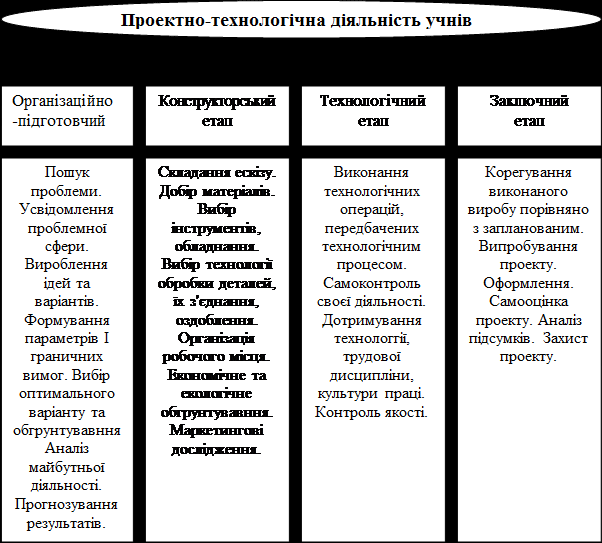 Проектно-технологічна діяльність учнів
Організаційно
-підготовчий
Конструкторський
етап
Технологічний
етап
Заключний
етап
Пошук
проблеми.
Усвідомлення
проблемної
сфери.
Вироблення
ідей та
варіантів.
Формування
параметрів І
граничних
вимог. Вибір
оптимального
варіанту та
обгрунтування
Аналіз
майбутньої
діяльності.
Прогнозування
результатів.
Складання ескізу.
Добір матеріалів.
Вибір
інструментів,
обладнання.
Вибір технології
обробки деталей,
їх з'єднання,
оздоблення.
Організація
робочого місця.
Економічне та
екологічне
обґрунтування.
Маркетингові
дослідження.
Виконання
технологічних
операцій,
передбачених
технологічним
процесом.
Самоконтроль
своєї діяльності.
Дотримування
технології,
трудової
дисципліни,
культури праці.
Контроль якості.
Корегування
виконаного
виробу порівняно
з запланованим.
Випробування
проекту.
Оформлення.
Самооцінка
проекту. Аналіз
підсумків. Захист
проекту.